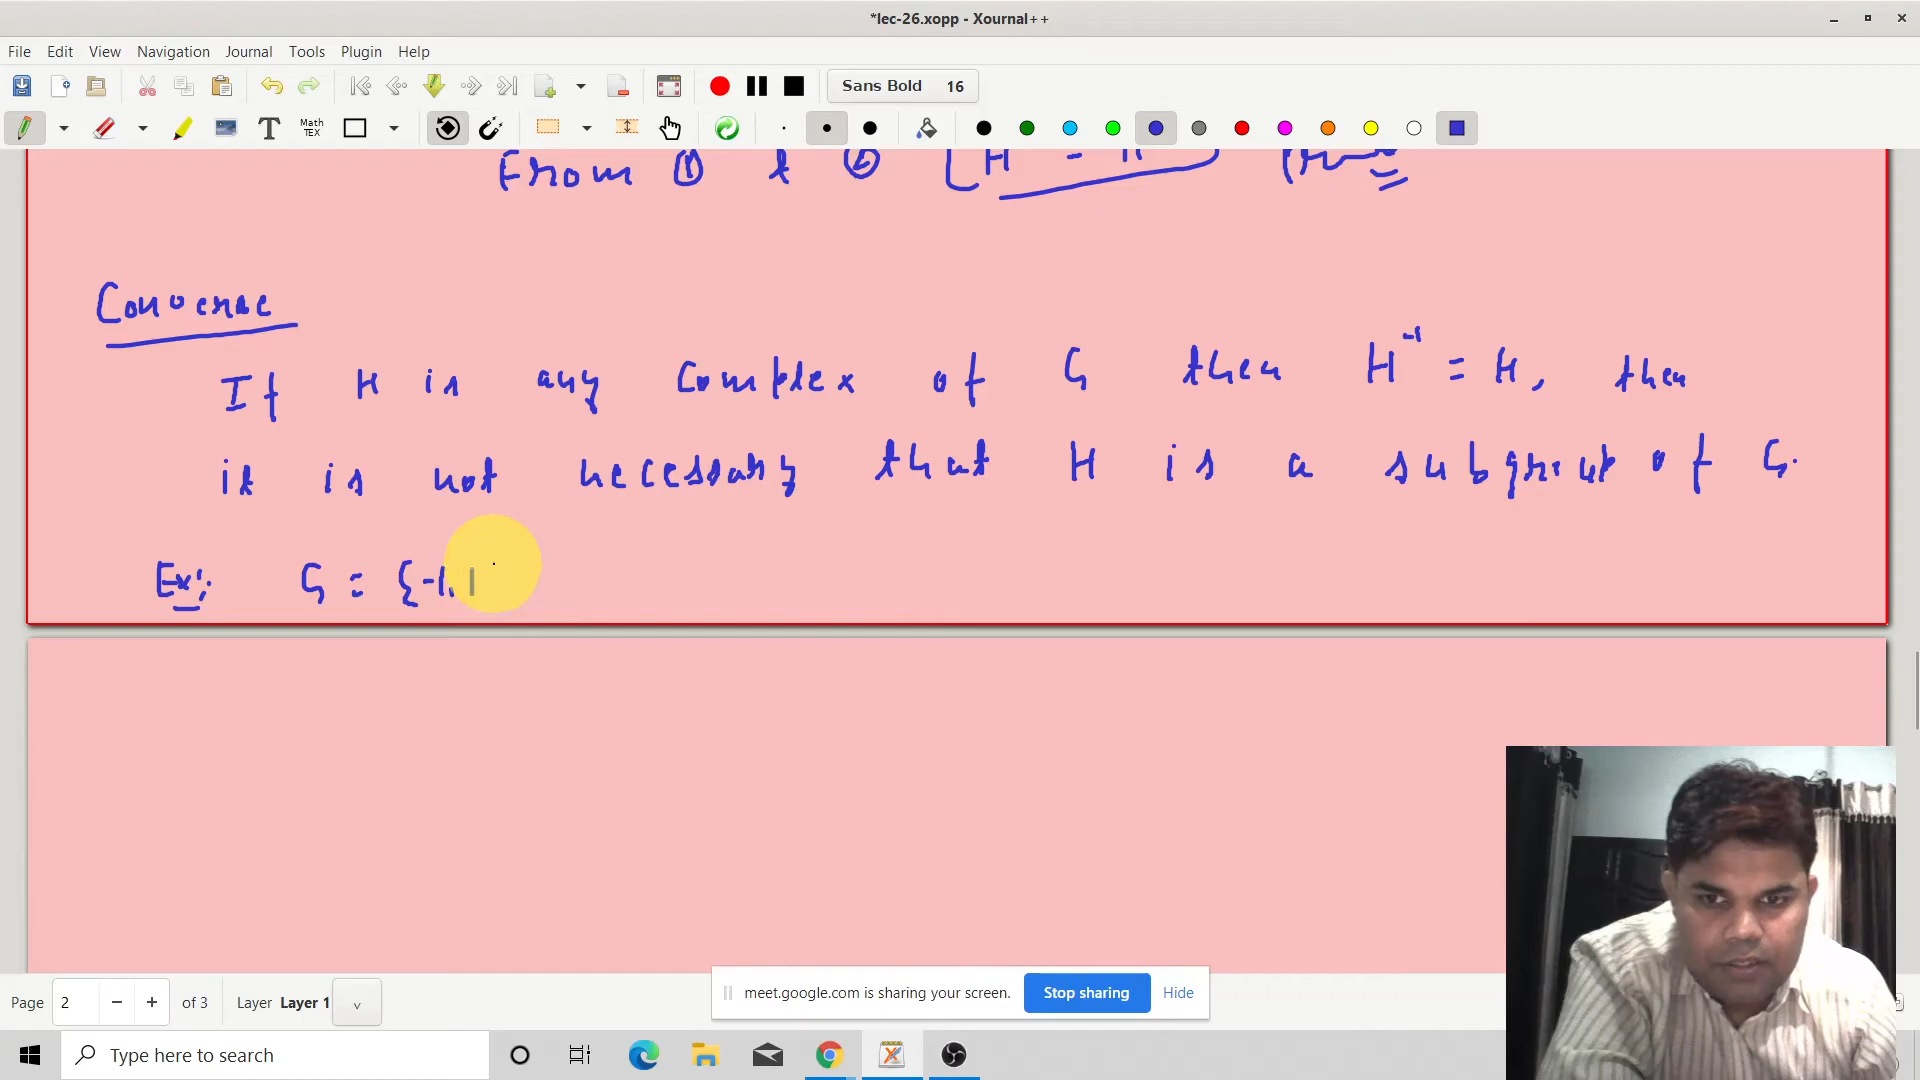 *lec-26.xopp - Xournal++
File Edit View Navigation Journal Tools Plugin Help
Sans Bold 16
Math TEX
From ① & ② H = H
Converse
If H is any complex of G then H⁻¹ = H, then
it is not necessary that H is a subgroup of G.
Ex: G = {-1, 1
meet.google.com is sharing your screen. Stop sharing Hide
Page 2 − + of 3 Layer Layer 1
Type here to search